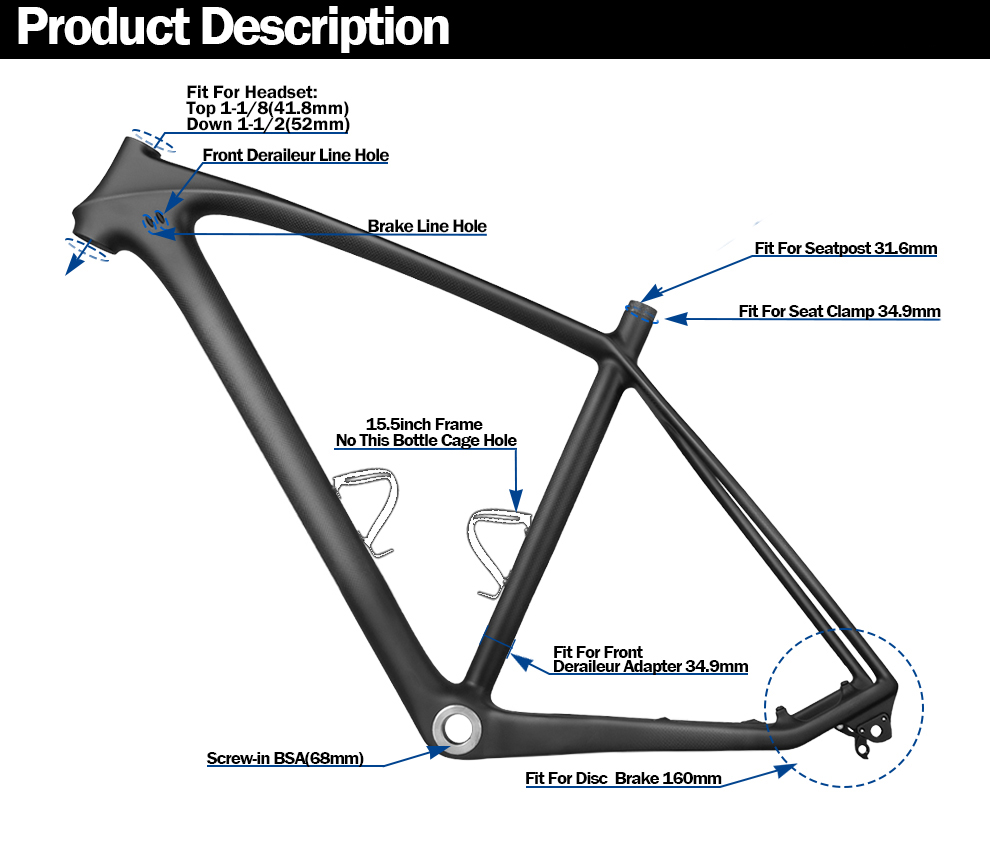 Product Description
Fit For Headset:
Top 1-1/8(41.8mm)
Down 1-1/2(52mm)
Front Deraileur Line Hole
Brake Line Hole
Fit For Seatpost 31.6mm
Fit For Seat Clamp 34.9mm
15.5inch Frame
No This Bottle Cage Hole
Fit For Front
Deraileur Adapter 34.9mm
Screw-in BSA(68mm)
Fit For Disc Brake 160mm